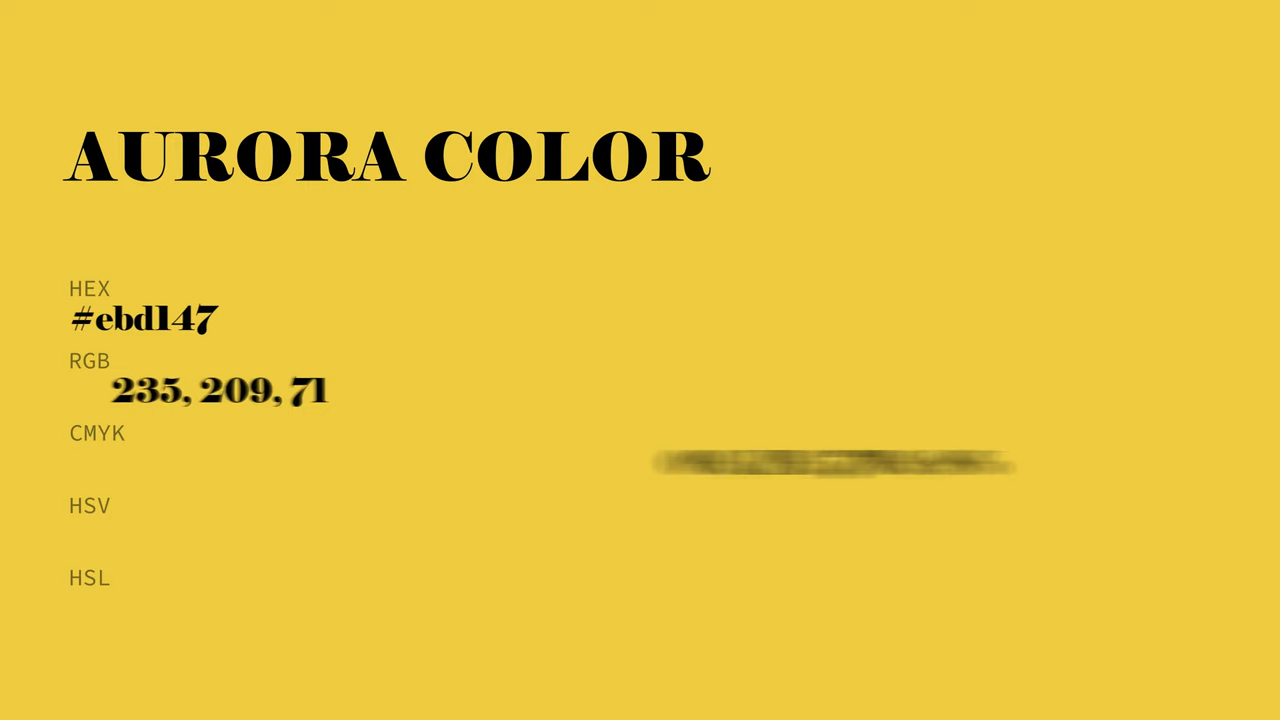 AURORA COLOR
HEX
#ebd147
RGB
235, 209, 71
CMYK
HSV
HSL